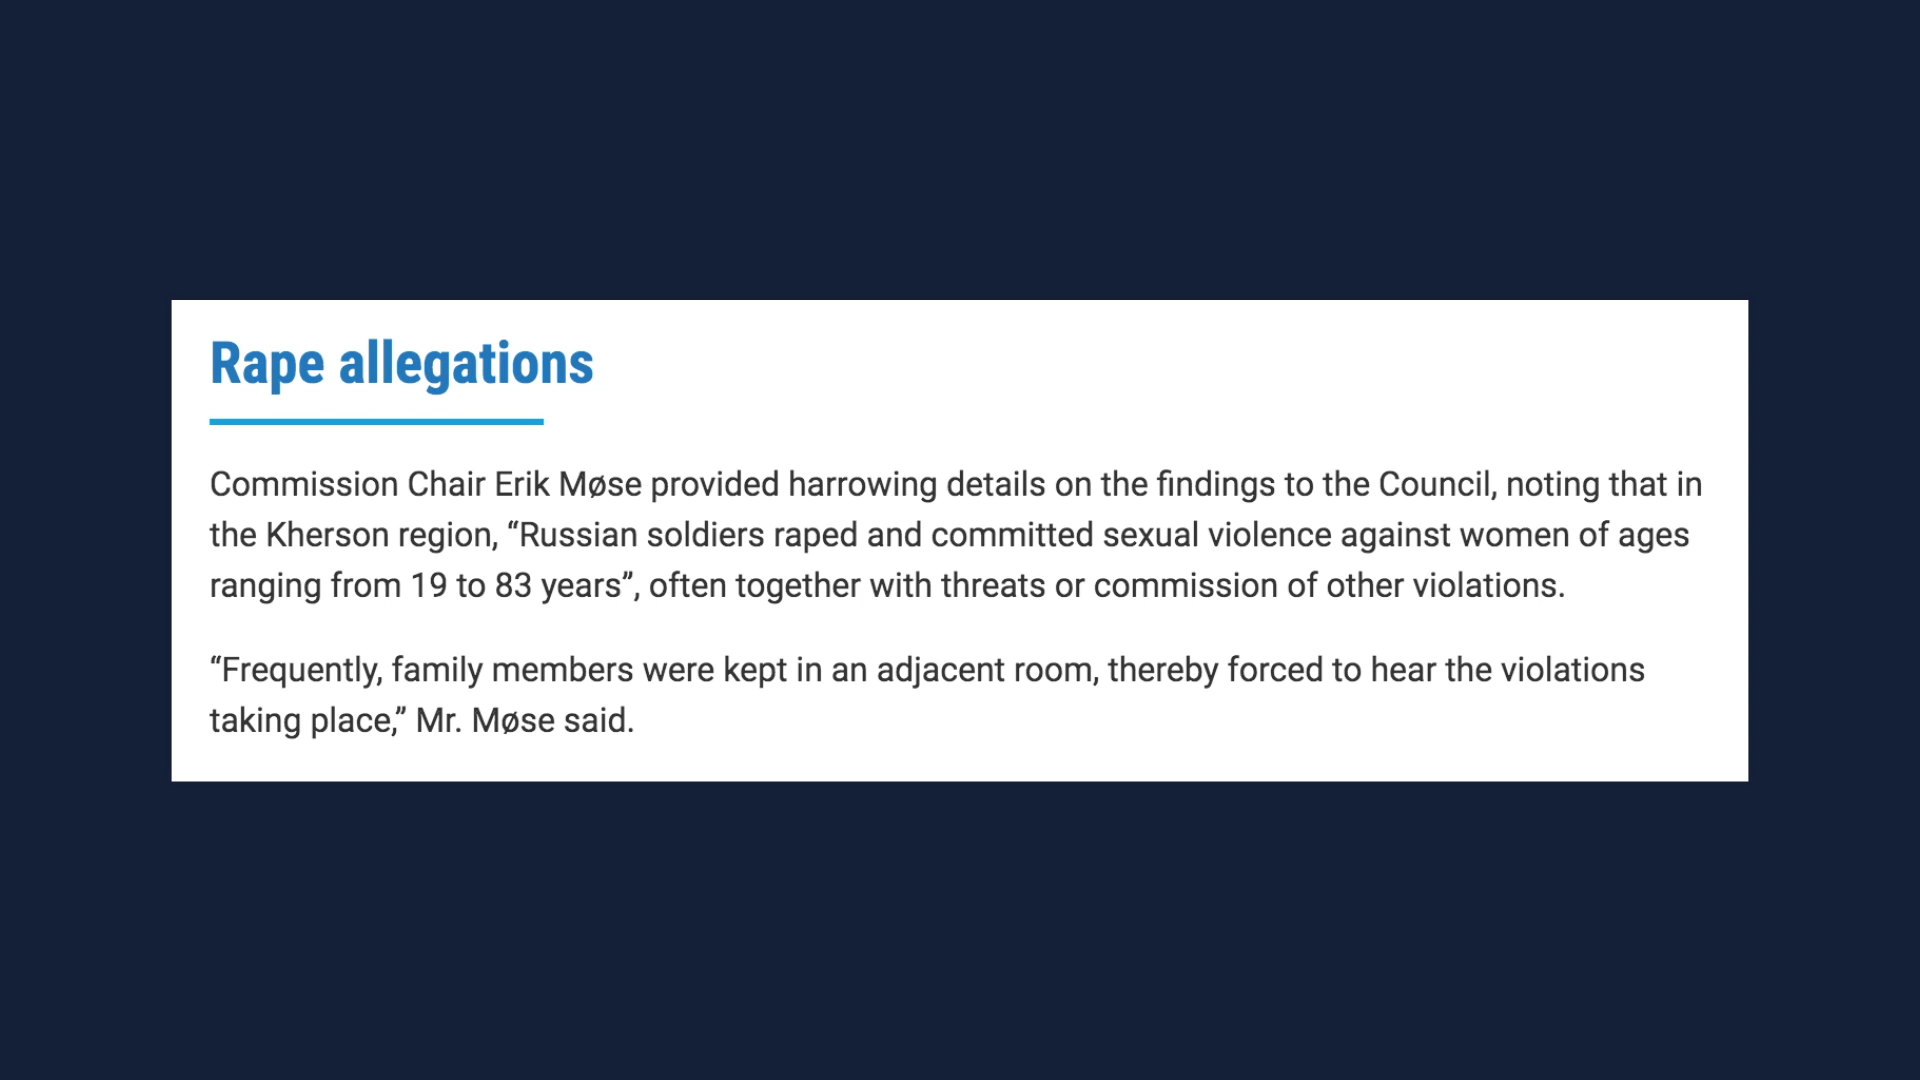 Rape allegations
Commission Chair Erik Møse provided harrowing details on the findings to the Council, noting that in
the Kherson region, “Russian soldiers raped and committed sexual violence against women of ages
ranging from 19 to 83 years”, often together with threats or commission of other violations.
“Frequently, family members were kept in an adjacent room, thereby forced to hear the violations
taking place,” Mr. Møse said.